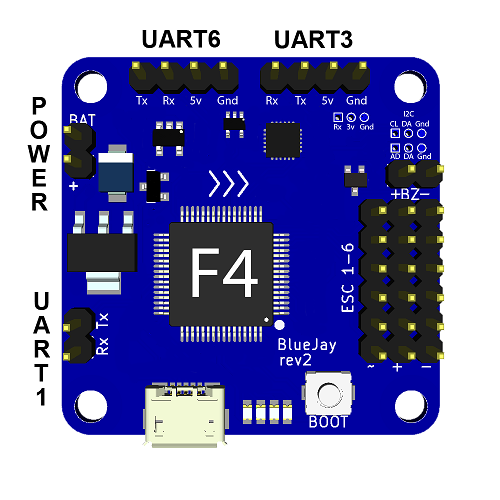 UART6 UART3
Tx Rx 5v Gnd Rx Tx 5v Gnd
POWER
BAT
+
I2C
CL DA Gnd
Rx 3v Gnd
AD DA Gnd
+BZ-
>>>
F4
ESC 1-6
UART1
Rx Tx
BlueJay
rev2
~ + -
BOOT